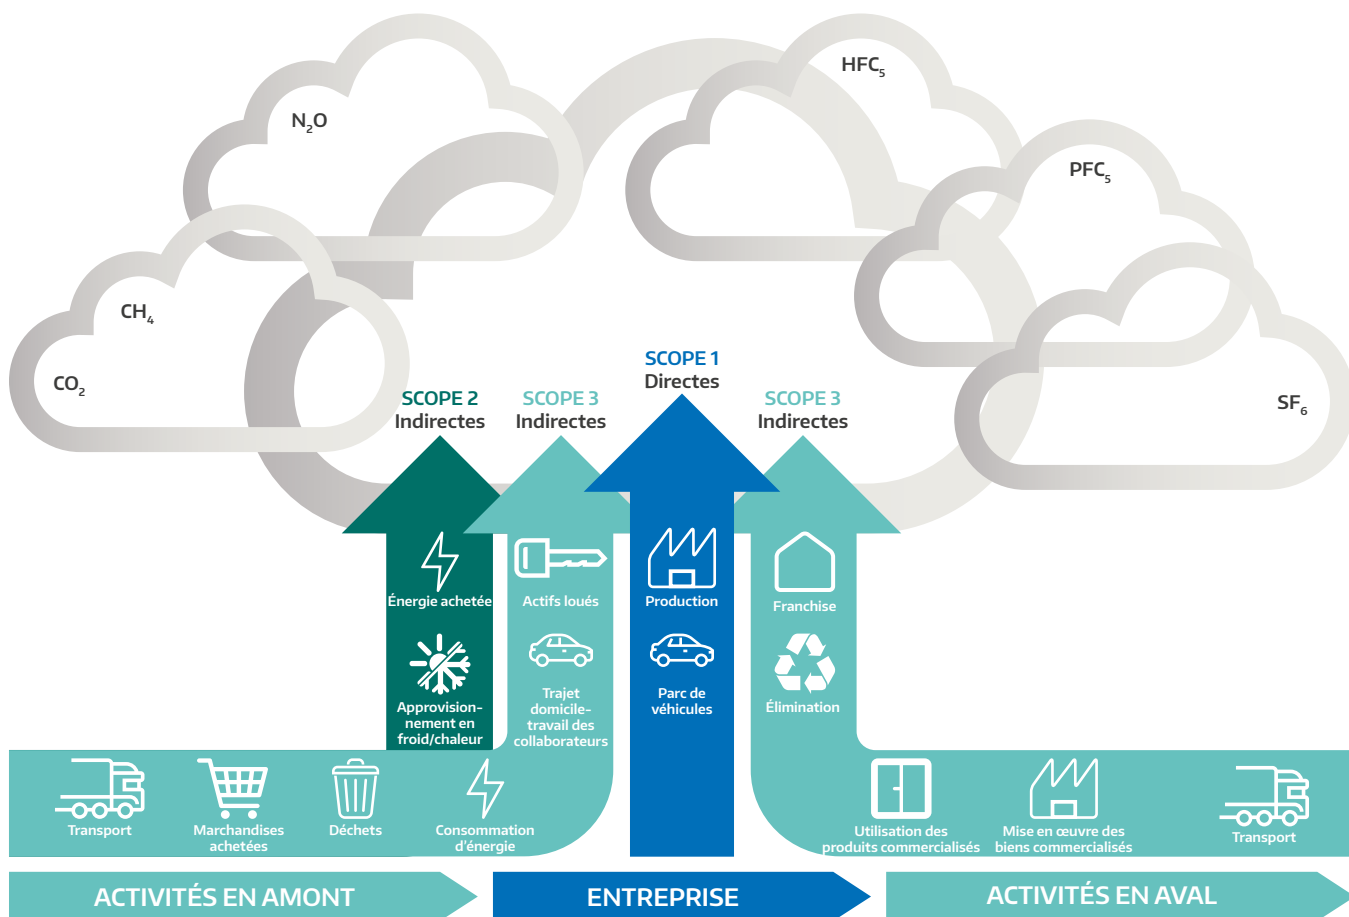 HFC₅
N₂O
PFC₅
CH₄
CO₂
SF₆
SCOPE 1
Directes
SCOPE 2
Indirectes
SCOPE 3
Indirectes
SCOPE 3
Indirectes
Énergie achetée
Actifs loués
Production
Franchise
Approvision-
nement en
froid/chaleur
Trajet
domicile-
travail des
collaborateurs
Parc de
véhicules
Élimination
Transport
Marchandises
achetées
Déchets
Consommation
d'énergie
Utilisation des
produits commercialisés
Mise en œuvre des
biens commercialisés
Transport
ACTIVITÉS EN AMONT
ENTREPRISE
ACTIVITÉS EN AVAL